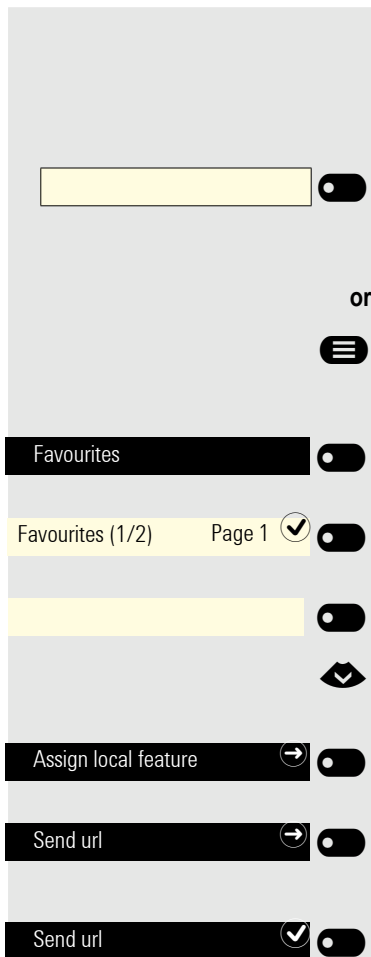 or
Favourites
Favourites (1/2) Page 1
Assign local feature
Send url
Send url